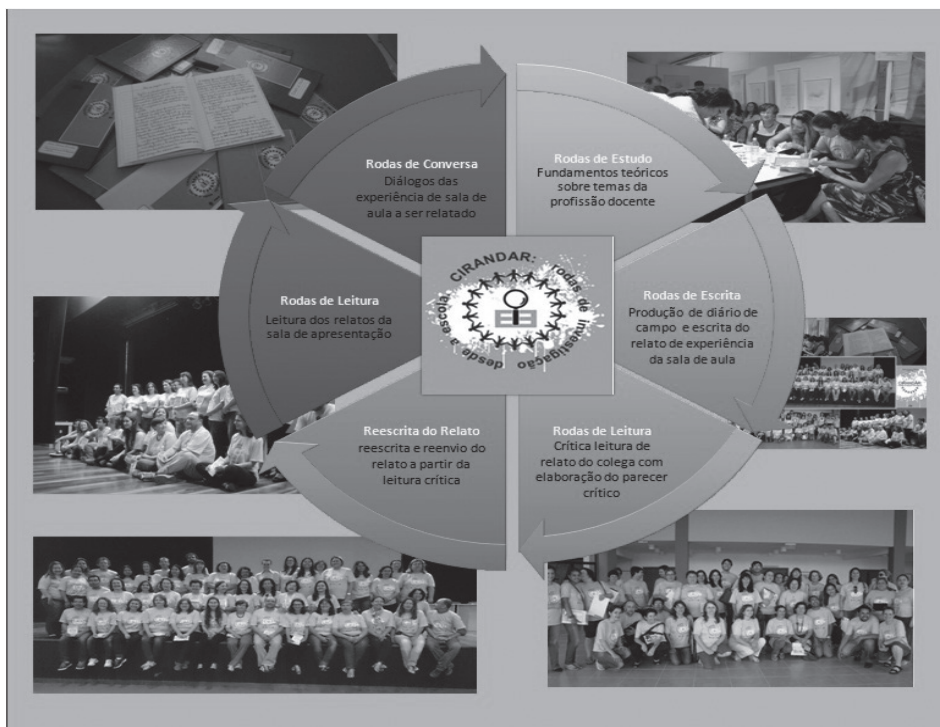 Rodas de Conversa
Diálogos das
experiência de sala de
aula a ser relatado
Rodas de Estudo
Fundamentos teóricos
sobre temas da
profissão docente
Rodas de Escrita
Produção de diário de
campo e escrita do
relato de experiência
da sala de aula
Rodas de Leitura
Crítica leitura de
relato do colega com
elaboração do parecer
crítico
Reescrita do Relato
reescrita e reenvio do
relato a partir da
leitura crítica
Rodas de Leitura
Leitura dos relatos da
sala de apresentação
CIRANDAR: rodas de investigação desde a escola